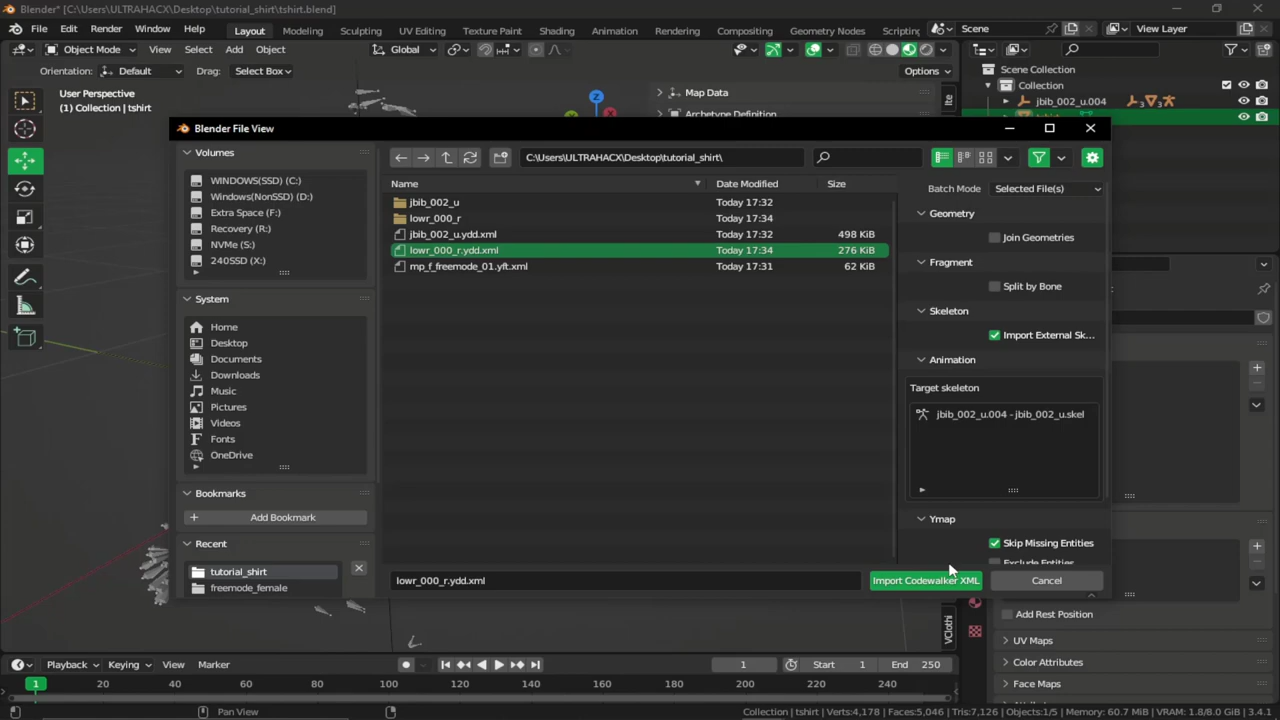 Blender* [C:\Users\ULTRAHACX\Desktop\tutorial_shirt\tshirt.blend]
File Edit Render Window Help Layout Modeling Sculpting UV Editing Texture Paint Shading Animation Rendering Compositing Geometry Nodes Scripting Scene View Layer
Object Mode View Select Add Object Global
Orientation: Default Drag: Select Box Options
Scene Collection
Collection
jbib_002_u.004
User Perspective
(1) Collection | tshirt
Z
Map Data
Archetype Definition
Blender File View
Volumes
WINDOWS(SSD) (C:)
Windows(NonSSD) (D:)
Extra Space (F:)
Recovery (R:)
NVMe (S:)
240SSD (X:)
System
Home
Desktop
Documents
Downloads
Music
Pictures
Videos
Fonts
OneDrive
Bookmarks
Add Bookmark
Recent
tutorial_shirt
freemode_female
C:\Users\ULTRAHACX\Desktop\tutorial_shirt\
Name Date Modified Size
jbib_002_u Today 17:32
lowr_000_r Today 17:34
jbib_002_u.ydd.xml Today 17:32 498 KiB
lowr_000_r.ydd.xml Today 17:34 276 KiB
mp_f_freemode_01.yft.xml Today 17:31 62 KiB
lowr_000_r.ydd.xml
Batch Mode Selected File(s)
Geometry
Join Geometries
Fragment
Split by Bone
Skeleton
Import External Sk...
Animation
Target skeleton
jbib_002_u.004 - jbib_002_u.skel
Ymap
Skip Missing Entities
Exclude Entities
Import Codewalker XML Cancel
VClothi
Add Rest Position
UV Maps
Color Attributes
Face Maps
Playback Keying View Marker 1 Start 1 End 250
1 20 40 60 80 100 120 140 160 180 200 220 240
Pan View
Collection | tshirt | Verts:4,178 | Faces:5,046 | Tris:7,126 | Objects:1/5 | Memory: 60.7 MiB | VRAM: 1.8/8.0 GiB | 3.4.1